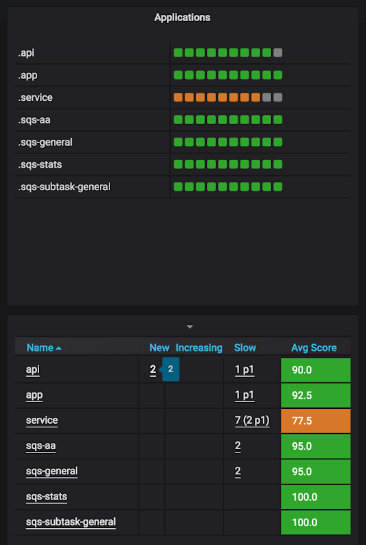 Applications
.api
.app
.service
.sqs-aa
.sqs-general
.sqs-stats
.sqs-subtask-general
Name New Increasing Slow Avg Score
api 2 2 1 p1 90.0
app 1 p1 92.5
service 7 (2 p1) 77.5
sqs-aa 2 95.0
sqs-general 2 95.0
sqs-stats 100.0
sqs-subtask-general 100.0